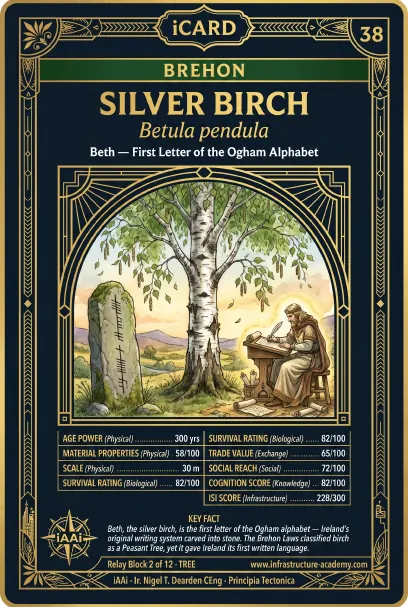 iCARD
38
BREHON
SILVER BIRCH
Betula pendula
Beth — First Letter of the Ogham Alphabet
AGE POWER (Physical) .................. 300 yrs
MATERIAL PROPERTIES (Physical) . 58/100
SCALE (Physical) ........................... 30 m
SURVIVAL RATING (Biological) ....... 82/100
SURVIVAL RATING (Biological) ...... 82/100
TRADE VALUE (Exchange) .............. 65/100
SOCIAL REACH (Social) .................. 72/100
COGNITION SCORE (Knowledge) ... 82/100
ISI SCORE (Infrastructure) .............. 228/300
KEY FACT
Beth, the silver birch, is the first letter of the Ogham alphabet — Ireland's
original writing system carved into stone. The Brehon Laws classified birch
as a Peasant Tree, yet it gave Ireland its first written language.
iAAi
Relay Block 2 of 12 · TREE
www.infrastructure-academy.com
iAAi · Ir. Nigel T. Dearden CEng · Principia Tectonica